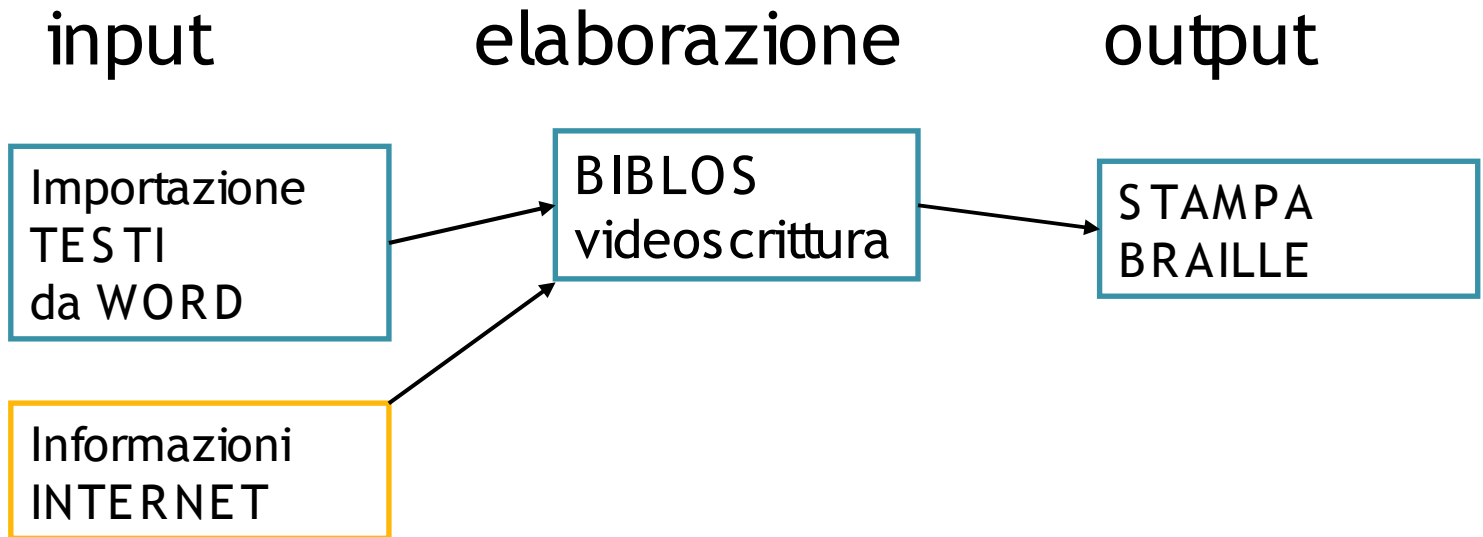 input elaborazione output
Importazione
TESTI
da WORD
BIBLOS
videoscrittura
STAMPA
BRAILLE
Informazioni
INTERNET